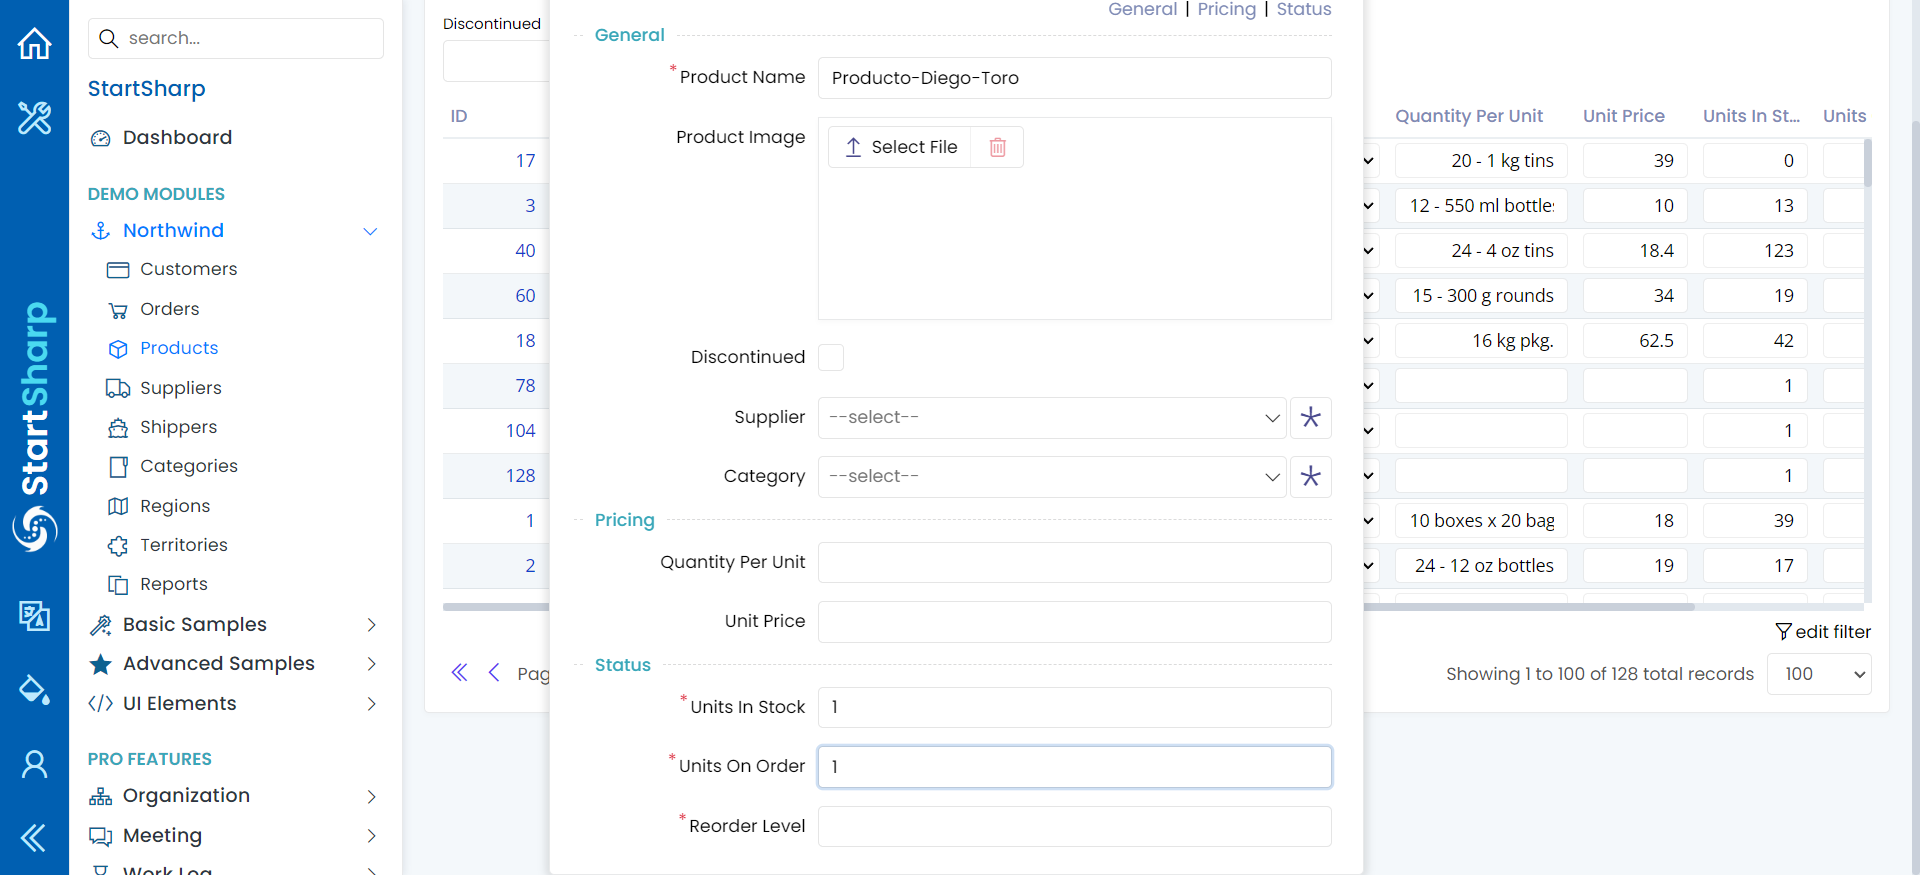 search...
StartSharp
Dashboard
DEMO MODULES
Northwind
Customers
Orders
Products
Suppliers
Shippers
Categories
Regions
Territories
Reports
Basic Samples
Advanced Samples
UI Elements
PRO FEATURES
Organization
Meeting
Work Log
StartSharp
Discontinued
ID
17
3
40
60
18
78
104
128
1
2
Pag
General | Pricing | Status
General
*Product Name Producto-Diego-Toro
Product Image Select File
Discontinued
Supplier --select--
Category --select--
Pricing
Quantity Per Unit
Unit Price
Status
*Units In Stock 1
*Units On Order 1
*Reorder Level
Quantity Per Unit Unit Price Units In St... Units
20 - 1 kg tins 39 0
12 - 550 ml bottles 10 13
24 - 4 oz tins 18.4 123
15 - 300 g rounds 34 19
16 kg pkg. 62.5 42
1
1
1
10 boxes x 20 bag 18 39
24 - 12 oz bottles 19 17
edit filter
Showing 1 to 100 of 128 total records 100